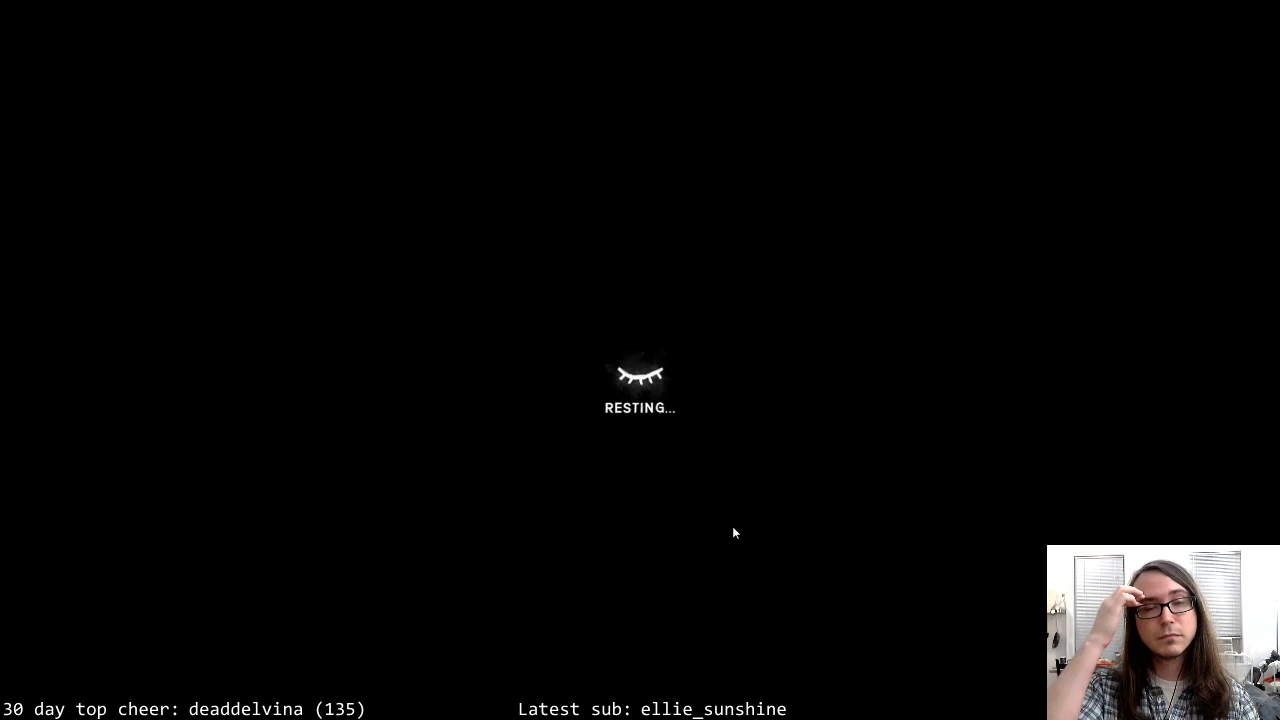 RESTING...
30 day top cheer: deaddelvina (135)
Latest sub: ellie_sunshine